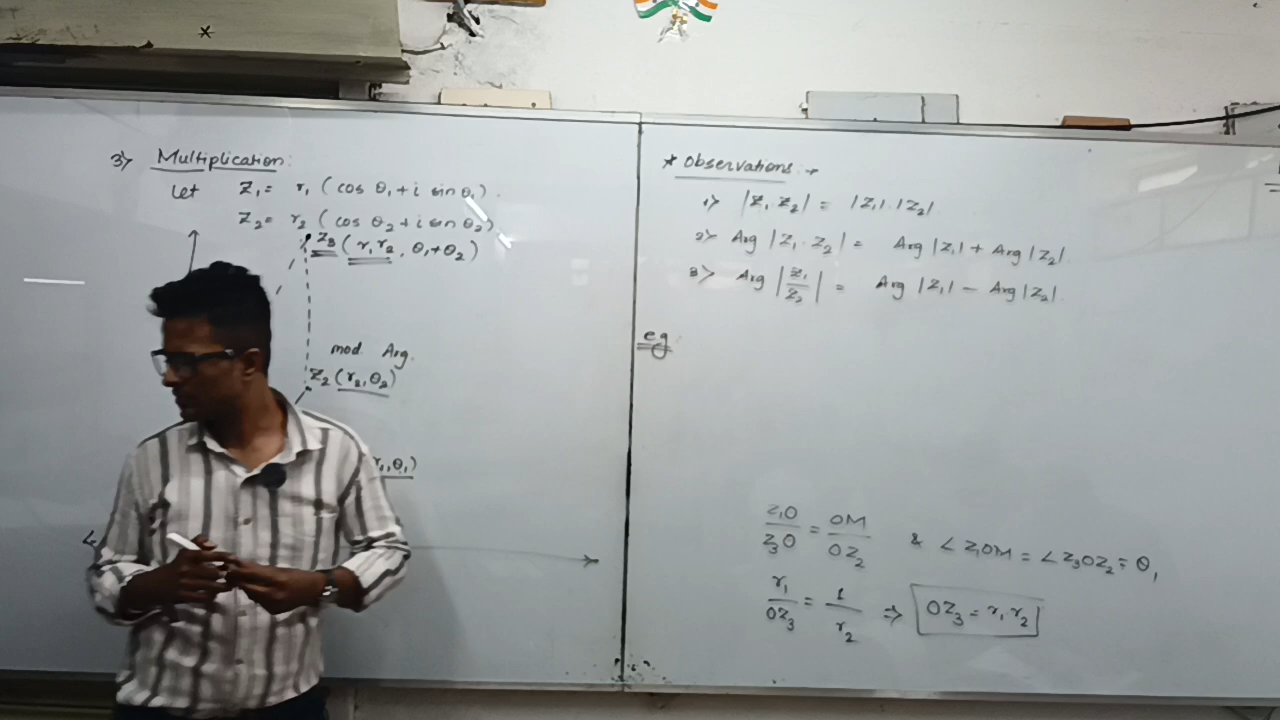 3) Multiplication:
Let Z₁ = r₁ (cos θ₁ + i sin θ₁).
Z₂ = r₂ (cos θ₂ + i sin θ₂)
Z₃ (r₁r₂, θ₁+θ₂)
mod Arg.
Z₂ (r₂, θ₂)
r₁, θ₁)
* Observations :→
1) |Z₁ Z₂| = |Z₁| . |Z₂|
2) Arg |Z₁ . Z₂| = Arg |Z₁| + Arg |Z₂|.
3) Arg |Z₁/Z₂| = Arg |Z₁| − Arg |Z₂|.
eg:
Z₁O/Z₃O = OM/OZ₂ & ∠Z₁OM = ∠Z₃OZ₂ = θ₁
r₁/OZ₃ = 1/r₂ ⇒ OZ₃ = r₁ r₂